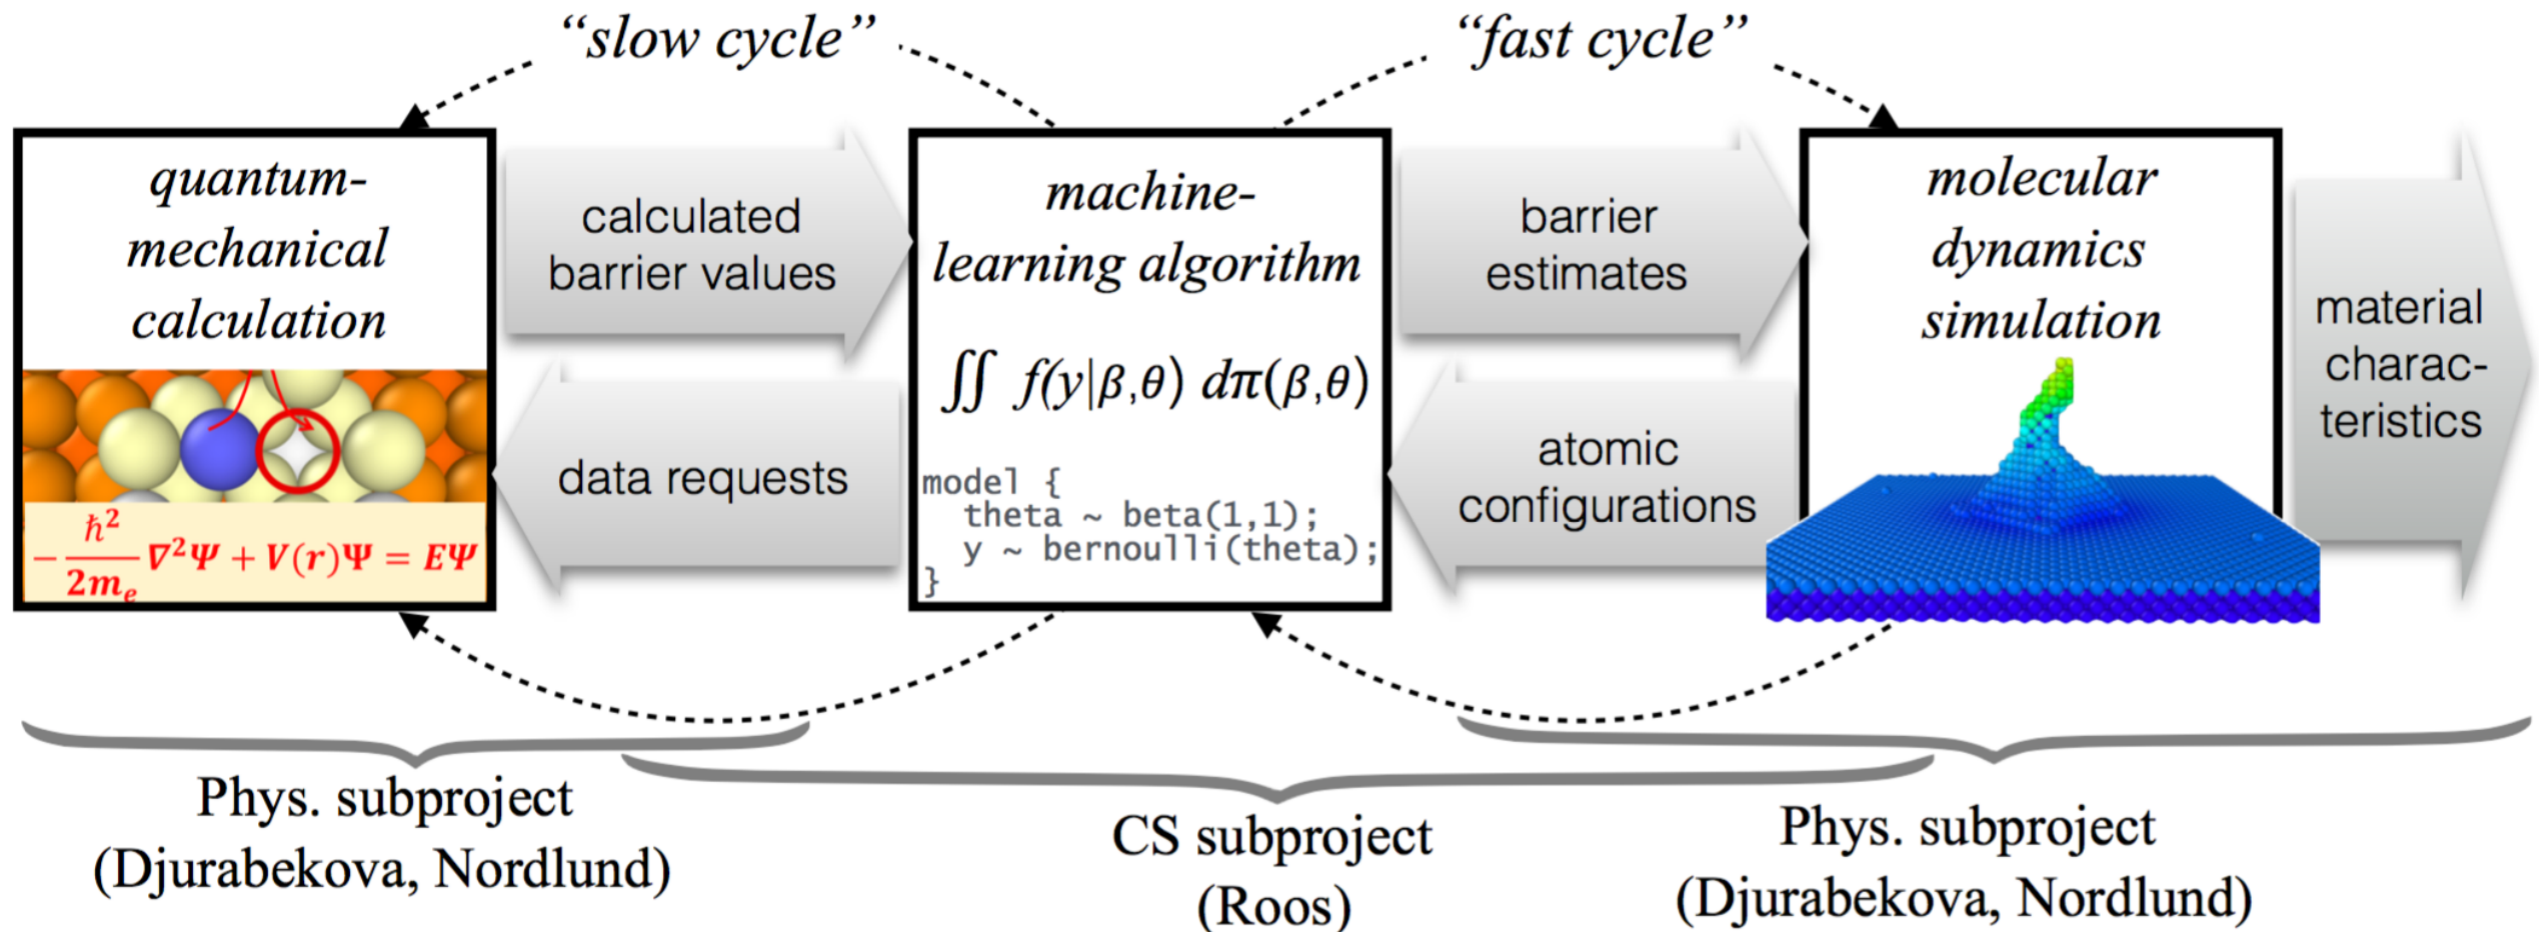 “slow cycle”
“fast cycle”
quantum-
mechanical
calculation
−ħ²/2mₑ ∇²Ψ + V(r)Ψ = EΨ
calculated
barrier values
data requests
machine-
learning algorithm
∬ f(y|β,θ) dπ(β,θ)
model {
  theta ~ beta(1,1);
  y ~ bernoulli(theta);
}
barrier
estimates
atomic
configurations
molecular
dynamics
simulation
material
charac-
teristics
Phys. subproject
(Djurabekova, Nordlund)
CS subproject
(Roos)
Phys. subproject
(Djurabekova, Nordlund)